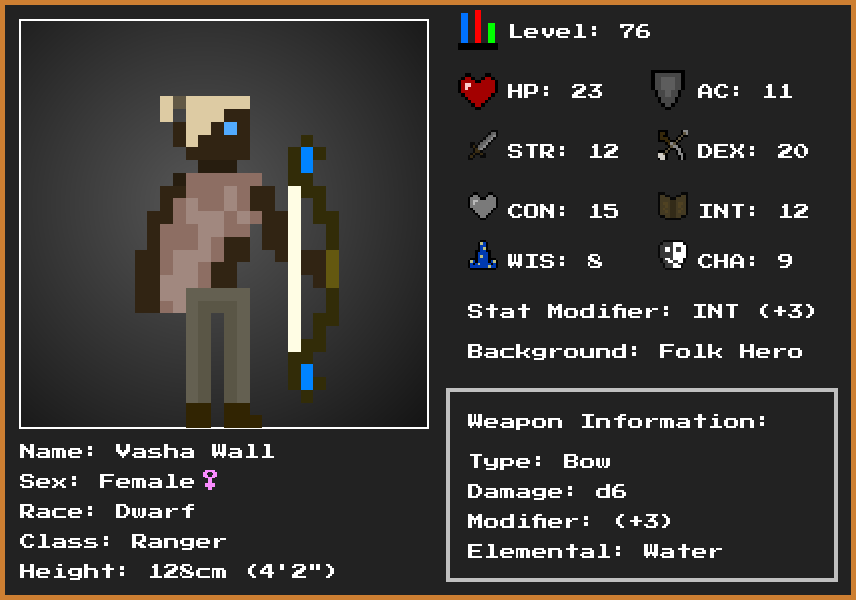 Level: 76
HP: 23
AC: 11
STR: 12
DEX: 20
CON: 15
INT: 12
WIS: 8
CHA: 9
Stat Modifier: INT (+3)
Background: Folk Hero
Name: Vasha Wall
Sex: Female♀
Race: Dwarf
Class: Ranger
Height: 128cm (4'2")
Weapon Information:
Type: Bow
Damage: d6
Modifier: (+3)
Elemental: Water